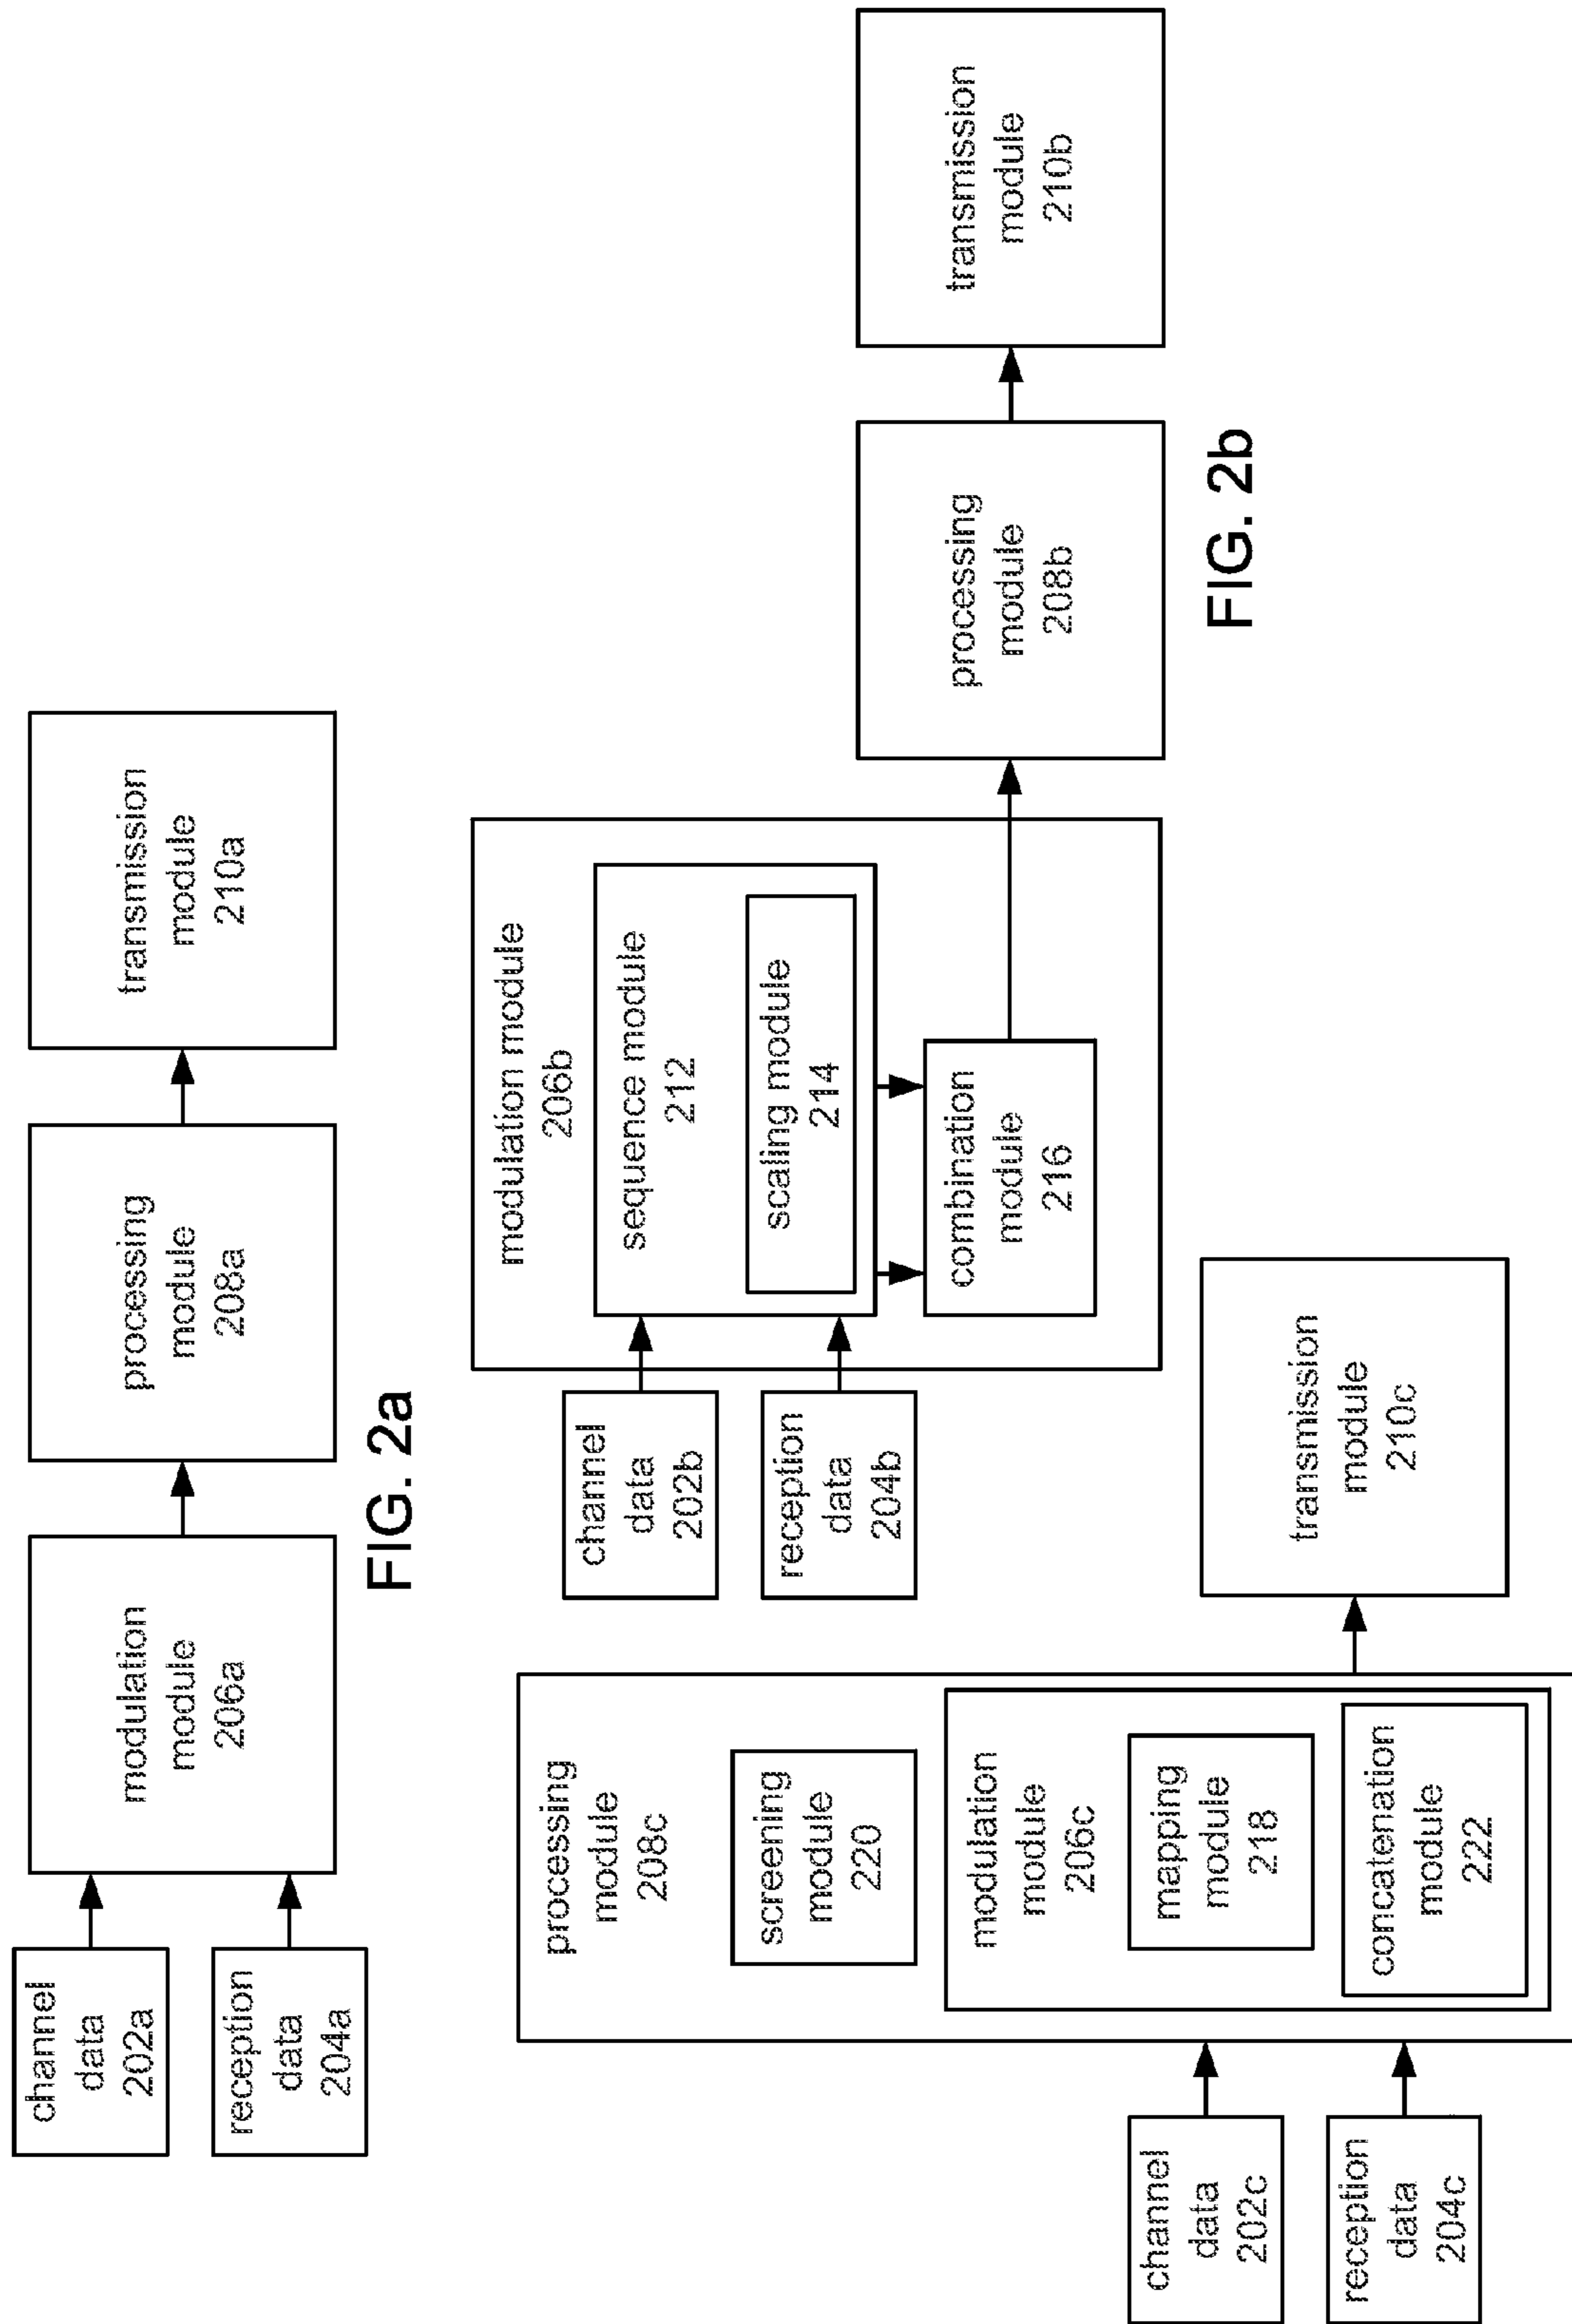 channel
data
202a
reception
data
204a
modulation
module
206a
processing
module
208a
transmission
module
210a
FIG. 2a
channel
data
202b
reception
data
204b
modulation module
206b
sequence module
212
scaling module
214
combination
module
216
processing
module
208b
transmission
module
210b
FIG. 2b
channel
data
202c
reception
data
204c
processing
module
208c
screening
module
220
modulation
module
206c
mapping
module
218
concatenation
module
222
transmission
module
210c